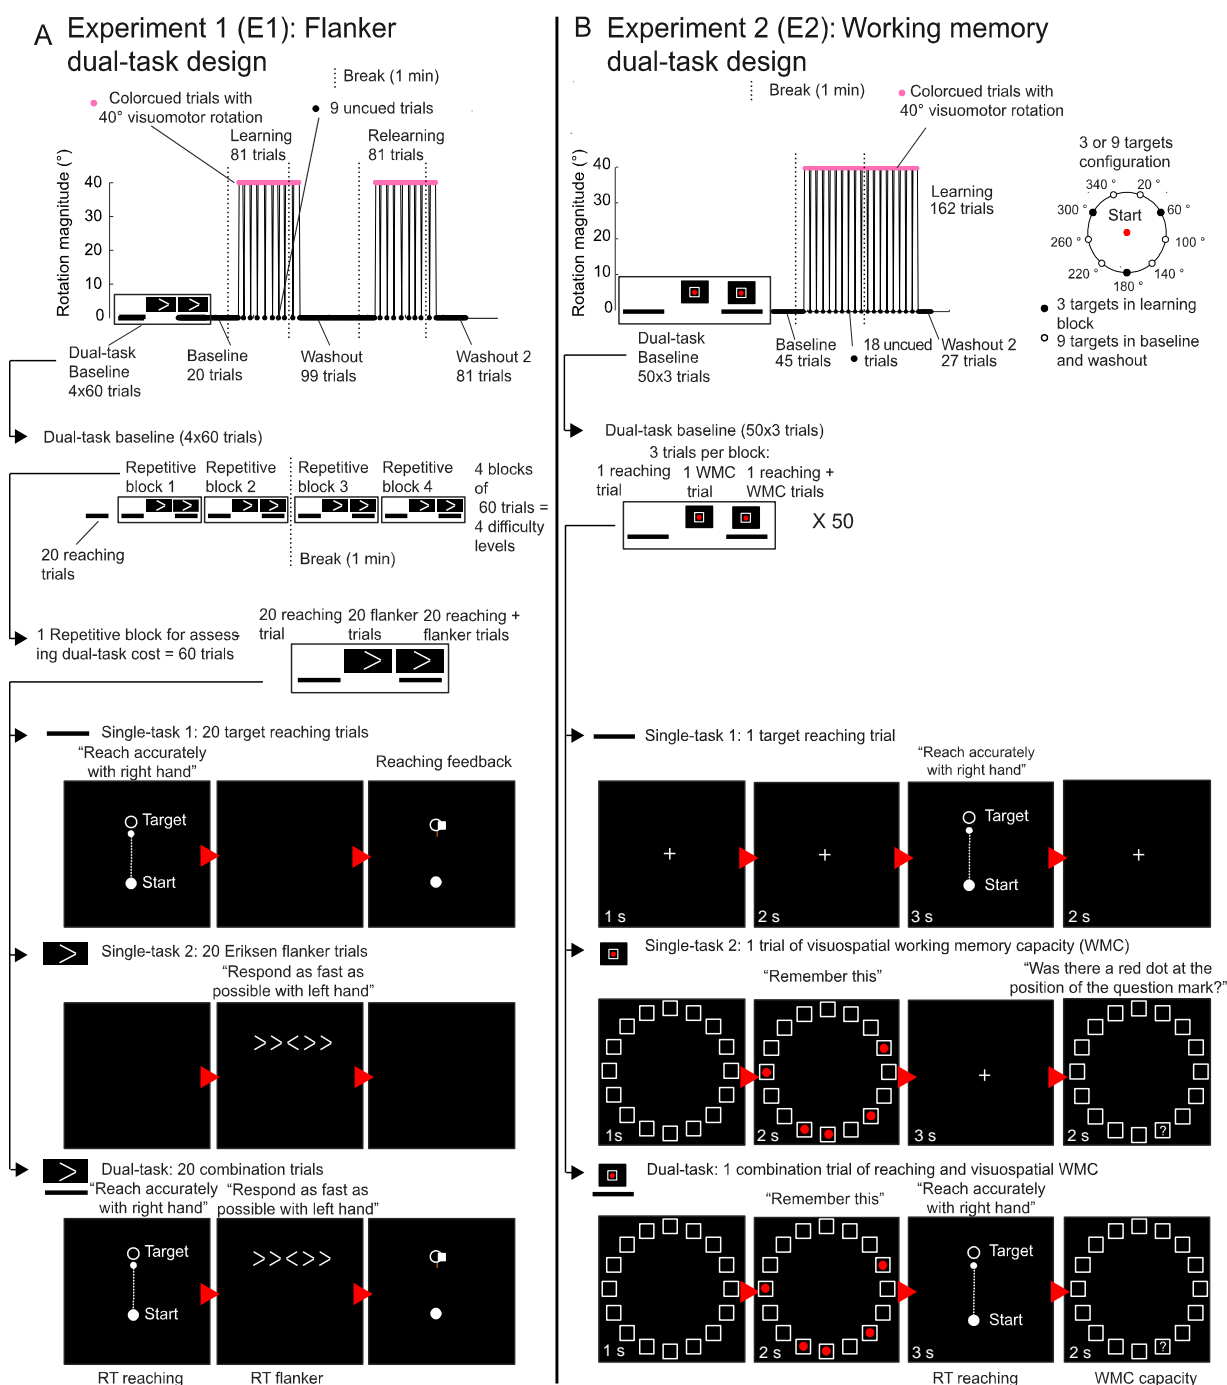 A Experiment 1 (E1): Flanker
dual-task design
Break (1 min)
Colorcued trials with
40° visuomotor rotation
9 uncued trials
Learning
81 trials
Relearning
81 trials
Rotation magnitude (°)
40
30
20
10
0
> >
Dual-task
Baseline
4x60 trials
Baseline
20 trials
Washout
99 trials
Washout 2
81 trials
Dual-task baseline (4x60 trials)
Repetitive
block 1
Repetitive
block 2
Repetitive
block 3
Repetitive
block 4
> >
> >
> >
> >
4 blocks
of
60 trials =
4 difficulty
levels
20 reaching
trials
Break (1 min)
1 Repetitive block for assess-
ing dual-task cost = 60 trials
20 reaching
trial
20 flanker
trials
20 reaching +
flanker trials
> >
Single-task 1: 20 target reaching trials
“Reach accurately
with right hand”
Reaching feedback
Target
Start
> Single-task 2: 20 Eriksen flanker trials
“Respond as fast as
possible with left hand”
>><>>
> Dual-task: 20 combination trials
“Reach accurately
with right hand”
“Respond as fast as
possible with left hand”
Target
Start
>><>>
RT reaching
RT flanker
B Experiment 2 (E2): Working memory
dual-task design
Break (1 min)
Colorcued trials with
40° visuomotor rotation
Rotation magnitude (°)
40
30
20
10
0
Learning
162 trials
3 or 9 targets
configuration
340 °
20 °
300 °
60 °
Start
260 °
100 °
220 °
140 °
180 °
3 targets in learning
block
9 targets in baseline
and washout
Dual-task
Baseline
50x3 trials
Baseline
45 trials
18 uncued
trials
Washout 2
27 trials
Dual-task baseline (50x3 trials)
3 trials per block:
1 reaching
trial
1 WMC
trial
1 reaching +
WMC trials
X 50
Single-task 1: 1 target reaching trial
“Reach accurately
with right hand”
Target
Start
1 s
2 s
3 s
2 s
Single-task 2: 1 trial of visuospatial working memory capacity (WMC)
“Remember this”
“Was there a red dot at the
position of the question mark?”
1s
2 s
3 s
2 s
?
Dual-task: 1 combination trial of reaching and visuospatial WMC
“Remember this”
“Reach accurately
with right hand”
Target
Start
1 s
2 s
3 s
2 s
?
RT reaching
WMC capacity